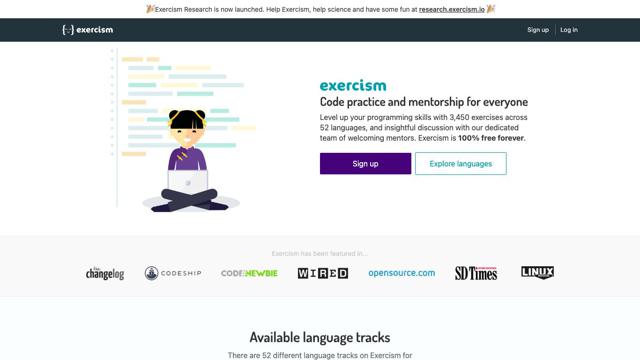 Exercism Research is now launched. Help Exercism, help science and have some fun at research.exercism.io
exercism
Sign up
Log in
exercism
Code practice and mentorship for everyone
Level up your programming skills with 3,450 exercises across
52 languages, and insightful discussion with our dedicated
team of welcoming mentors. Exercism is 100% free forever.
Sign up
Explore languages
Exercism has been featured in...
the changelog
CODESHIP
CODE NEWBIE
WIRED
opensource.com
SD Times
LINUX
Available language tracks
There are 52 different language tracks on Exercism for